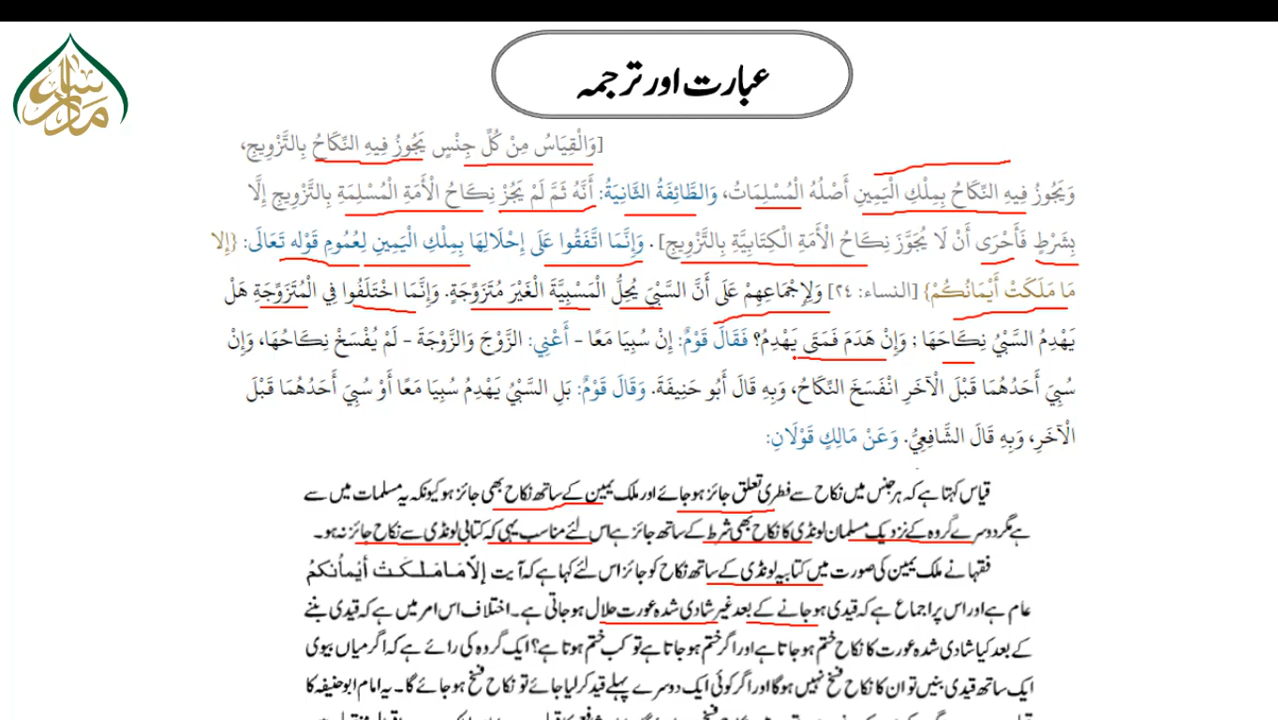 مدارس
عبارت اور ترجمہ
[وَالْقِيَاسُ مِنْ كُلِّ جِنْسٍ يَجُوزُ فِيهِ النِّكَاحُ بِالتَّزْوِيجِ،
وَيَجُوزُ فِيهِ النِّكَاحُ بِمِلْكِ الْيَمِينِ أَصْلُهُ الْمُسْلِمَاتُ، وَالطَّائِفَةُ الثَّانِيَةُ: أَنَّهُ ثَمَّ لَمْ يَجُزْ نِكَاحُ الْأَمَةِ الْمُسْلِمَةِ بِالتَّزْوِيجِ إِلَّا
بِشَرْطٍ فَأَحْرَى أَنْ لَا يُجَوَّزَ نِكَاحُ الْأَمَةِ الْكِتَابِيَّةِ بِالتَّزْوِيجِ]. وَإِنَّمَا اتَّفَقُوا عَلَى إِحْلَالِهَا بِمِلْكِ الْيَمِينِ لِعُمُومِ قَوْله تَعَالَى: {إِلا
مَا مَلَكَتْ أَيْمَانُكُمْ} [النساء: ٢٤] وَلِإِجْمَاعِهِمْ عَلَى أَنَّ السَّبْيَ يُحِلُّ الْمَسْبِيَّةَ الْغَيْرَ مُتَزَوِّجَةٍ. وَإِنَّمَا اخْتَلَفُوا فِي الْمُتَزَوِّجَةِ هَلْ
يَهْدِمُ السَّبْيُ نِكَاحَهَا ; وَإِنْ هَدَمَ فَمَتَى يَهْدِمُ؟ فَقَالَ قَوْمٌ: إِنْ سُبِيَا مَعًا - أَعْنِي: الزَّوْجَ وَالزَّوْجَةَ - لَمْ يُفْسَخْ نِكَاحُهَا، وَإِنْ
سُبِيَ أَحَدُهُمَا قَبْلَ الْآخَرِ انْفَسَخَ النِّكَاحُ، وَبِهِ قَالَ أَبُو حَنِيفَةَ. وَقَالَ قَوْمٌ: بَلِ السَّبْيُ يَهْدِمُ سُبِيَا مَعًا أَوْ سُبِيَ أَحَدُهُمَا قَبْلَ
الْآخَرِ، وَبِهِ قَالَ الشَّافِعِيُّ. وَعَنْ مَالِكٍ قَوْلَانِ:
قیاس کہتا ہے کہ ہر جنس میں نکاح سے فطری تعلق جائز ہو جائے اور ملک یمین کے ساتھ نکاح بھی جائز ہو کیونکہ یہ مسلمات میں سے
ہے مگر دوسرے گروہ کے نزدیک مسلمان لونڈی کا نکاح بھی شرط کے ساتھ جائز ہے اس لئے مناسب یہی کہ کتابی لونڈی سے نکاح جائز نہ ہو۔
فقہا نے ملک یمین کی صورت میں کتابیہ لونڈی کے ساتھ نکاح کو جائز اس لئے کہا ہے کہ آیت إلّا مَا مَلَكَتْ أيْمانُكمْ
عام ہے اور اس پر اجماع ہے کہ قیدی ہو جانے کے بعد غیر شادی شدہ عورت حلال ہو جاتی ہے۔ اختلاف اس امر میں ہے کہ قیدی بننے
کے بعد کیا شادی شدہ عورت کا نکاح ختم ہو جاتا ہے اور اگر ختم ہو جاتا ہے تو کب ختم ہوتا ہے؟ ایک گروہ کی رائے ہے کہ اگر میاں بیوی
ایک ساتھ قیدی بنیں تو ان کا نکاح فسخ نہیں ہوگا اور اگر کوئی ایک دوسرے پہلے قید کر لیا جائے تو نکاح فسخ ہو جائے گا۔ یہ امام ابو حنیفہ کا